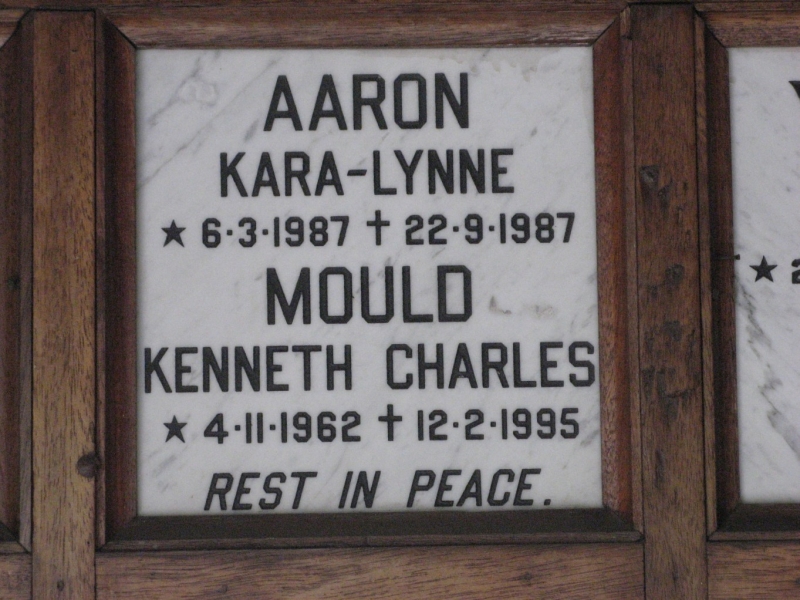 AARON
KARA-LYNNE
★ 6·3·1987 † 22·9·1987
MOULD
KENNETH CHARLES
★ 4·11·1962 † 12·2·1995
REST IN PEACE.